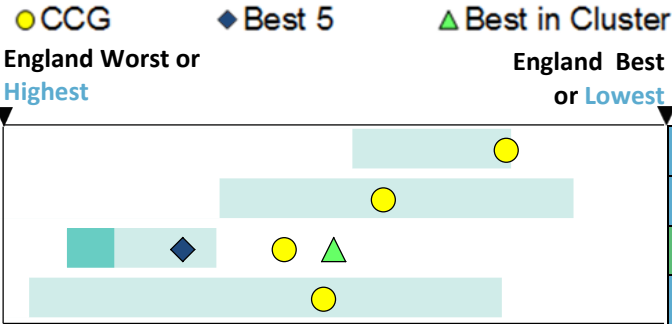 CCG Best 5 Best in Cluster
England Worst or England Best
Highest or Lowest